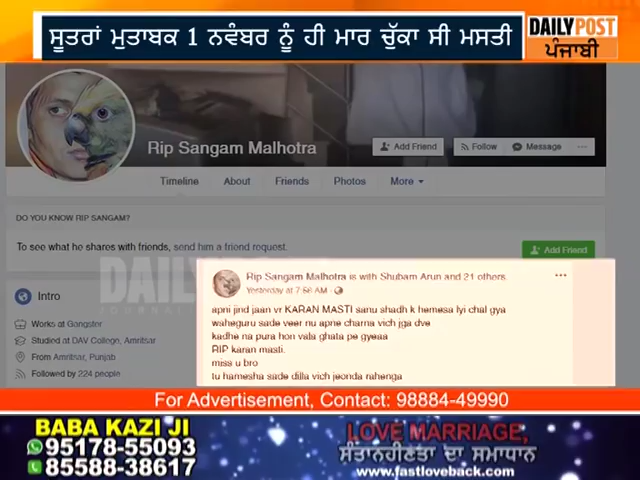 ਸੂਤਰਾਂ ਮੁਤਾਬਕ 1 ਨਵੰਬਰ ਨੂੰ ਹੀ ਮਾਰ ਚੁੱਕਾ ਸੀ ਮਸਤੀ
DAILY POST
ਪੰਜਾਬੀ
Rip Sangam Malhotra
Add Friend
Follow
Message
Timeline
About
Friends
Photos
More
DO YOU KNOW RIP SANGAM?
To see what he shares with friends, send him a friend request.
Add Friend
Intro
Works at Gangster
Studied at DAV College, Amritsar
From Amritsar, Punjab
Followed by 224 people
DAILY
Rip Sangam Malhotra is with Shubam Arun and 21 others.
Yesterday at 7:56 AM
apni jind jaan vr KARAN MASTI sanu shadh k hemesa lyi chal gya
waheguru sade veer nu apne charna vich jga dve
kadhe na pura hon vala ghata pe gyeaa
RIP karan masti.
miss u bro
tu hamesha sade dilla vich jeonda rahenga
For Advertisement, Contact: 98884-49990
BABA KAZI JI
95178-55093
85588-38617
LOVE MARRIAGE,
ਸੰਤਾਨਹੀਣਤਾ ਦਾ ਸਮਾਧਾਨ
www.fastloveback.com